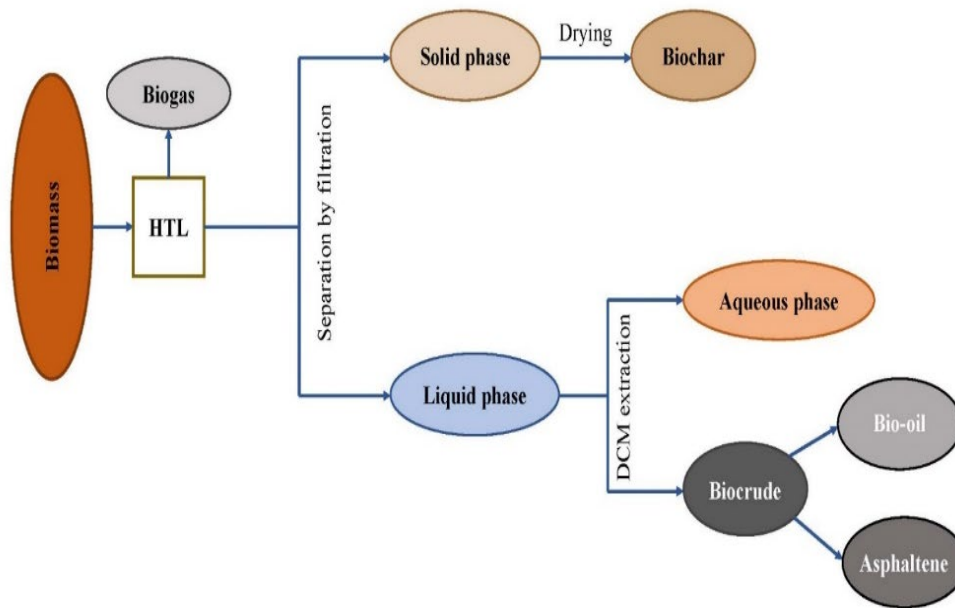 Biomass
HTL
Biogas
Separation by filtration
Solid phase
Drying
Biochar
Liquid phase
DCM extraction
Aqueous phase
Biocrude
Bio-oil
Asphaltene